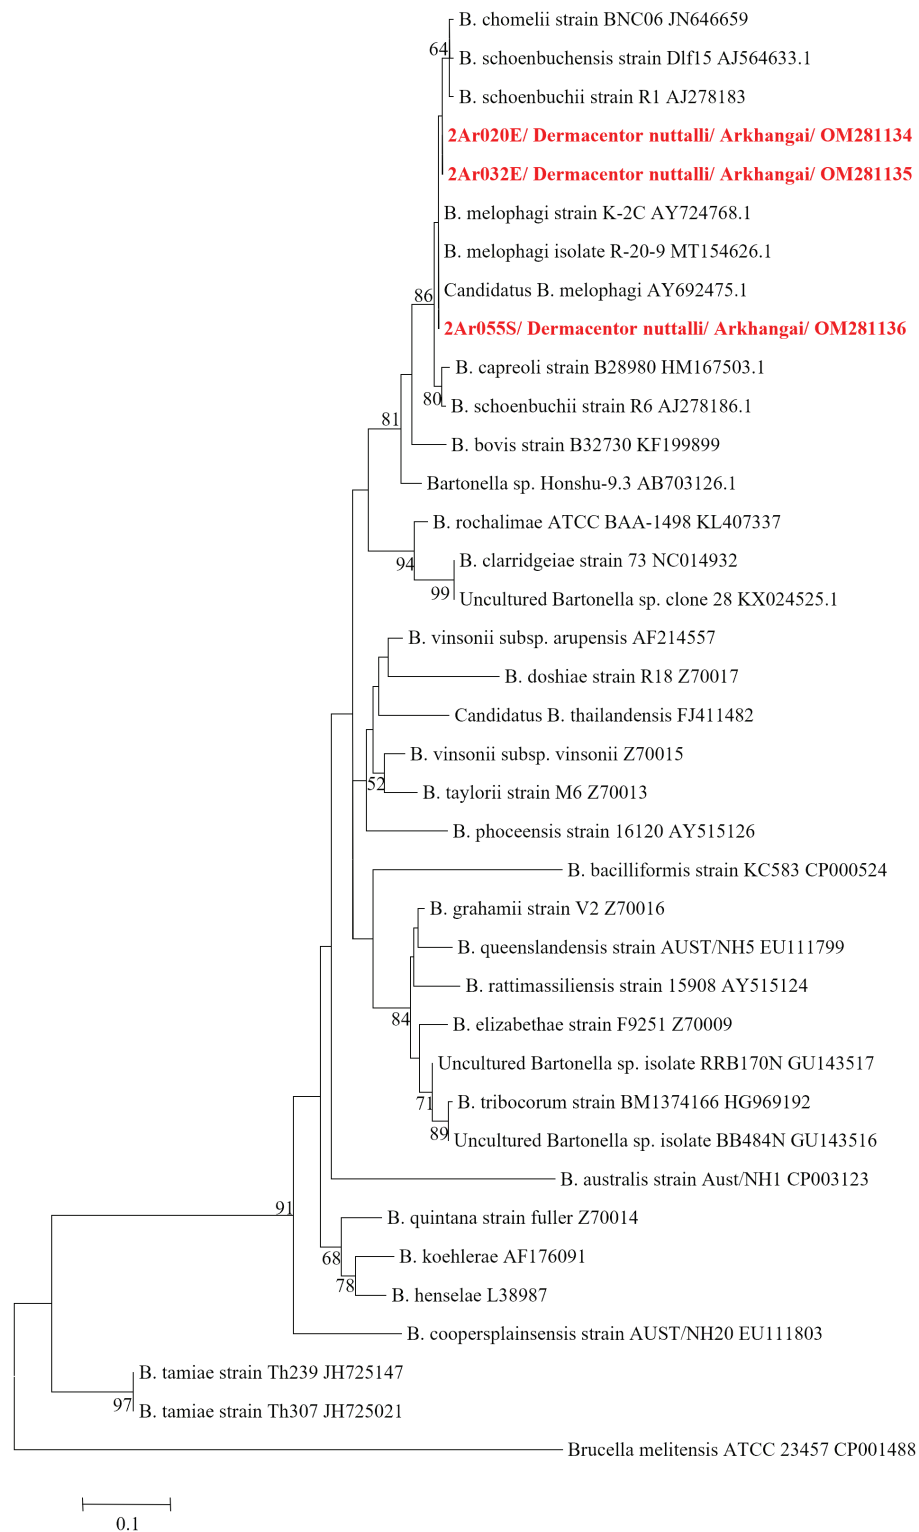 B. chomelii strain BNC06 JN646659
64
B. schoenbuchensis strain Dlf15 AJ564633.1
B. schoenbuchii strain R1 AJ278183
2Ar020E/ Dermacentor nuttalli/ Arkhangai/ OM281134
2Ar032E/ Dermacentor nuttalli/ Arkhangai/ OM281135
B. melophagi strain K-2C AY724768.1
B. melophagi isolate R-20-9 MT154626.1
Candidatus B. melophagi AY692475.1
86
2Ar055S/ Dermacentor nuttalli/ Arkhangai/ OM281136
B. capreoli strain B28980 HM167503.1
80
B. schoenbuchii strain R6 AJ278186.1
81
B. bovis strain B32730 KF199899
Bartonella sp. Honshu-9.3 AB703126.1
B. rochalimae ATCC BAA-1498 KL407337
94
B. clarridgeiae strain 73 NC014932
99
Uncultured Bartonella sp. clone 28 KX024525.1
B. vinsonii subsp. arupensis AF214557
B. doshiae strain R18 Z70017
Candidatus B. thailandensis FJ411482
B. vinsonii subsp. vinsonii Z70015
52
B. taylorii strain M6 Z70013
B. phoceensis strain 16120 AY515126
B. bacilliformis strain KC583 CP000524
B. grahamii strain V2 Z70016
B. queenslandensis strain AUST/NH5 EU111799
B. rattimassiliensis strain 15908 AY515124
84
B. elizabethae strain F9251 Z70009
Uncultured Bartonella sp. isolate RRB170N GU143517
71
B. tribocorum strain BM1374166 HG969192
89
Uncultured Bartonella sp. isolate BB484N GU143516
B. australis strain Aust/NH1 CP003123
91
B. quintana strain fuller Z70014
68
B. koehlerae AF176091
78
B. henselae L38987
B. coopersplainsensis strain AUST/NH20 EU111803
B. tamiae strain Th239 JH725147
97
B. tamiae strain Th307 JH725021
Brucella melitensis ATCC 23457 CP001488
0.1